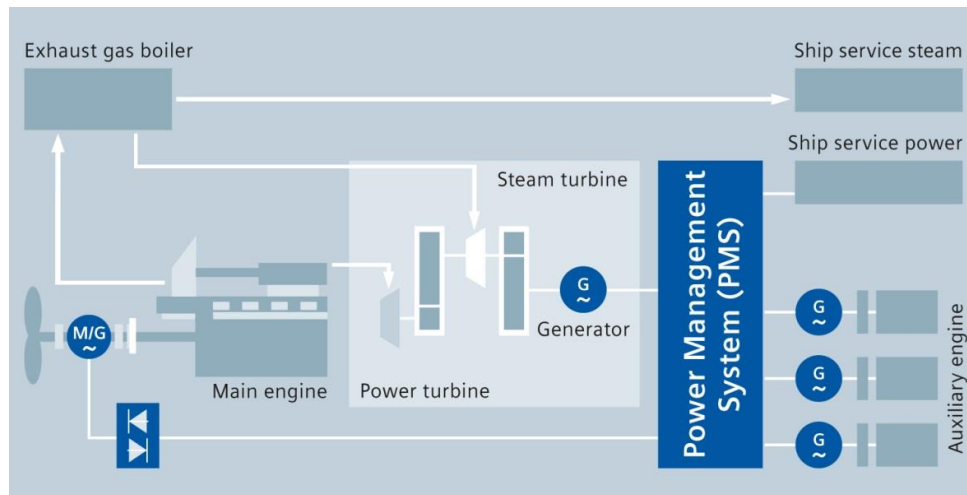 Exhaust gas boiler
Ship service steam
Ship service power
Steam turbine
Power Management
System (PMS)
G
~
Generator
M/G
~
Main engine
Power turbine
G
~
G
~
G
~
Auxiliary engine